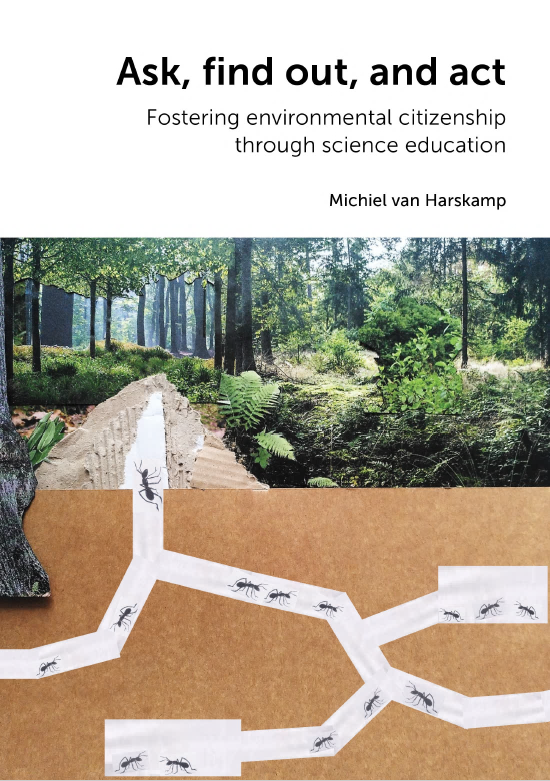 Ask, find out, and act
Fostering environmental citizenship
through science education
Michiel van Harskamp